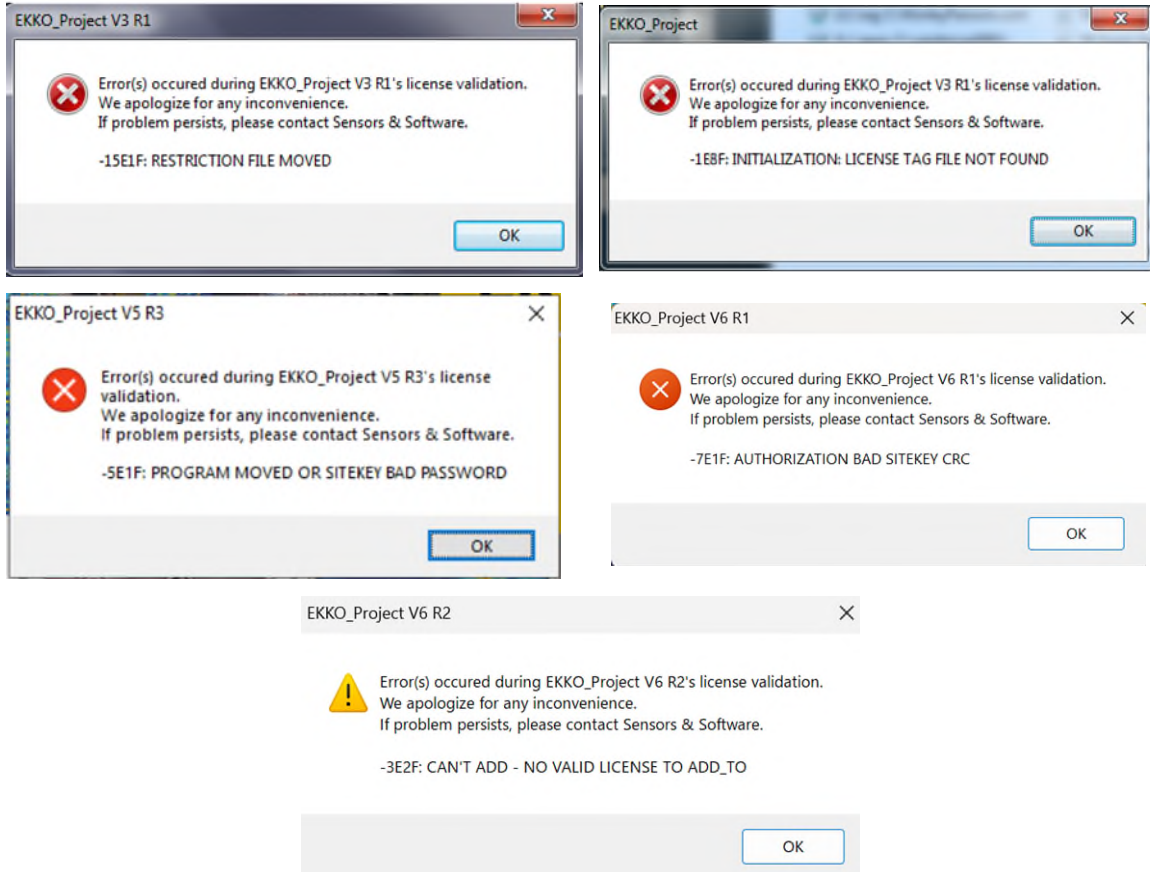 EKKO_Project V3 R1
Error(s) occured during EKKO_Project V3 R1's license validation.
We apologize for any inconvenience.
If problem persists, please contact Sensors & Software.
-15E1F: RESTRICTION FILE MOVED
OK
EKKO_Project
Error(s) occured during EKKO_Project V3 R1's license validation.
We apologize for any inconvenience.
If problem persists, please contact Sensors & Software.
-1E8F: INITIALIZATION: LICENSE TAG FILE NOT FOUND
OK
EKKO_Project V5 R3
Error(s) occured during EKKO_Project V5 R3's license
validation.
We apologize for any inconvenience.
If problem persists, please contact Sensors & Software.
-5E1F: PROGRAM MOVED OR SITEKEY BAD PASSWORD
OK
EKKO_Project V6 R1
Error(s) occured during EKKO_Project V6 R1's license validation.
We apologize for any inconvenience.
If problem persists, please contact Sensors & Software.
-7E1F: AUTHORIZATION BAD SITEKEY CRC
OK
EKKO_Project V6 R2
Error(s) occured during EKKO_Project V6 R2's license validation.
We apologize for any inconvenience.
If problem persists, please contact Sensors & Software.
-3E2F: CAN'T ADD - NO VALID LICENSE TO ADD_TO
OK